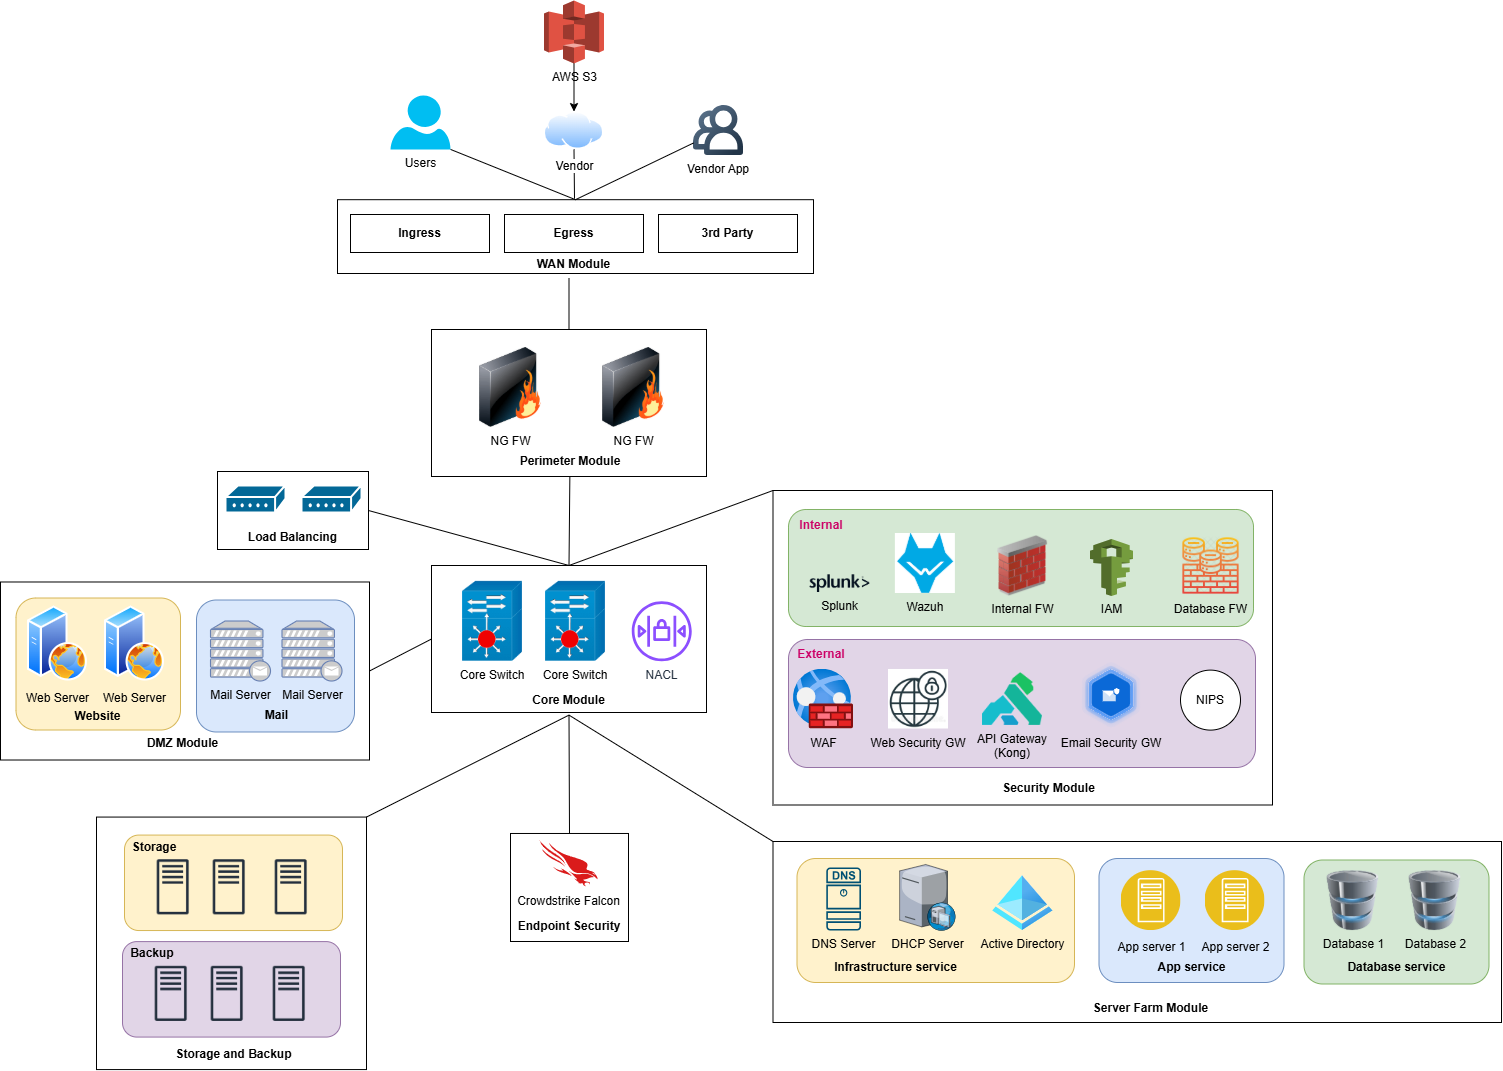 AWS S3
Users
Vendor
Vendor App
Ingress
Egress
3rd Party
WAN Module
NG FW
NG FW
Perimeter Module
Load Balancing
Internal
splunk>
Splunk
Wazuh
Internal FW
IAM
Database FW
External
WAF
Web Security GW
API Gateway
(Kong)
Email Security GW
NIPS
Security Module
Core Switch
Core Switch
NACL
Core Module
Web Server
Web Server
Website
Mail Server
Mail Server
Mail
DMZ Module
Storage
Backup
Storage and Backup
Crowdstrike Falcon
Endpoint Security
DNS
DNS Server
DHCP Server
Active Directory
Infrastructure service
App server 1
App server 2
App service
Database 1
Database 2
Database service
Server Farm Module